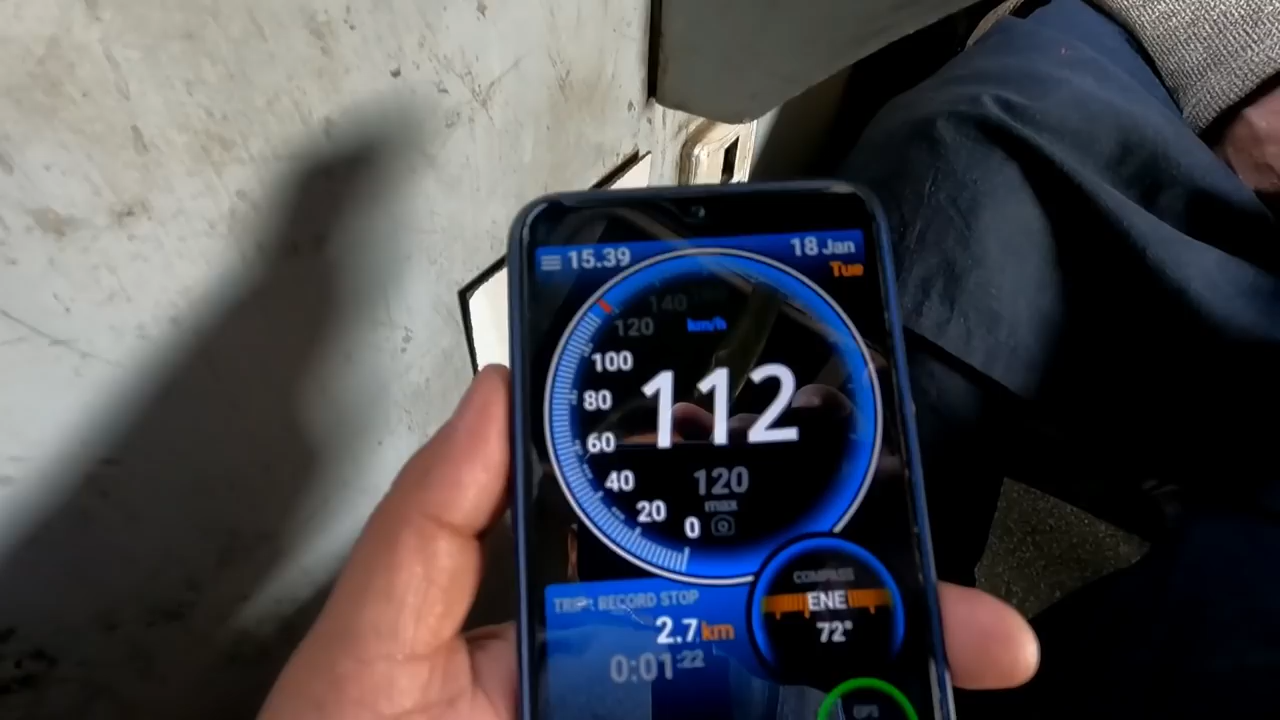 15.39
18 Jan
Tue
140
120
km/h
100
80
112
60
40
120
20
max
0
COMPASS
TRIP: RECORD STOP
ENE
2.7 km
72°
0:01:22
GPS